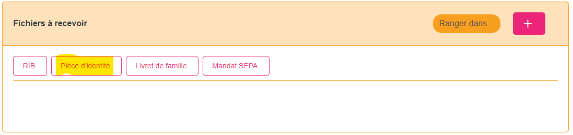 Fichiers à recevoir
Ranger dans
+
RIB
Pièce d'identité
Livret de famille
Mandat SEPA